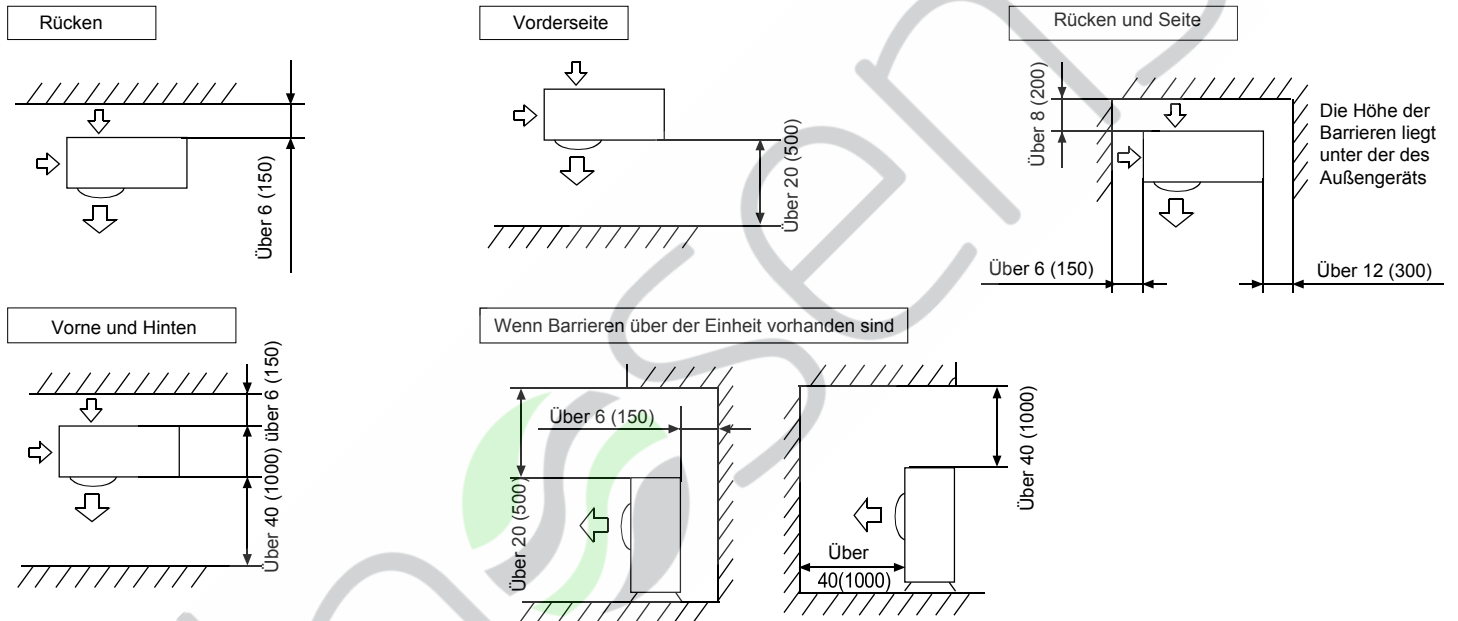 Rücken
Über 6 (150)
Vorderseite
Über 20 (500)
Rücken und Seite
Über 8 (200)
Die Höhe der
Barrieren liegt
unter der des
Außengeräts
Über 6 (150)
Über 12 (300)
Vorne und Hinten
über 6 (150)
Über 40 (1000)
Wenn Barrieren über der Einheit vorhanden sind
Über 6 (150)
Über 20 (500)
Über 40 (1000)
Über
40(1000)